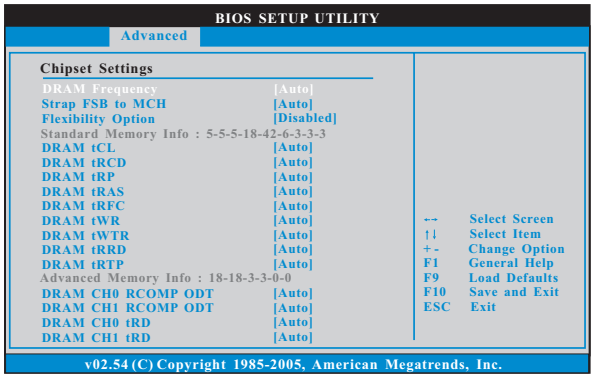 BIOS SETUP UTILITY
Advanced
Chipset Settings
DRAM Frequency [Auto]
Strap FSB to MCH [Auto]
Flexibility Option [Disabled]
Standard Memory Info : 5-5-5-18-42-6-3-3-3
DRAM tCL [Auto]
DRAM tRCD [Auto]
DRAM tRP [Auto]
DRAM tRAS [Auto]
DRAM tRFC [Auto]
DRAM tWR [Auto]
DRAM tWTR [Auto]
DRAM tRRD [Auto]
DRAM tRTP [Auto]
Advanced Memory Info : 18-18-3-3-0-0
DRAM CH0 RCOMP ODT [Auto]
DRAM CH1 RCOMP ODT [Auto]
DRAM CH0 tRD [Auto]
DRAM CH1 tRD [Auto]
←→ Select Screen
↑↓ Select Item
+ - Change Option
F1 General Help
F9 Load Defaults
F10 Save and Exit
ESC Exit
v02.54 (C) Copyright 1985-2005, American Megatrends, Inc.